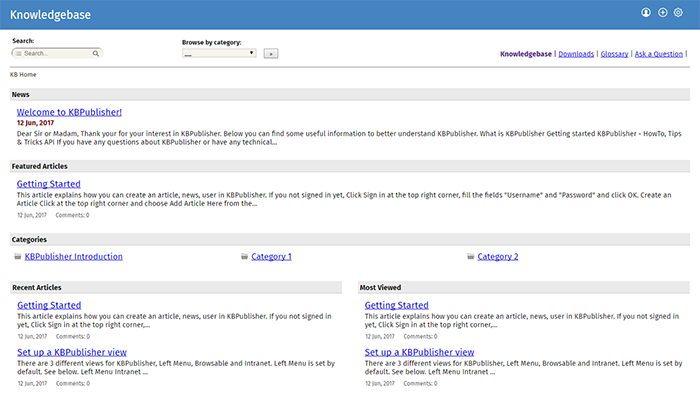 Knowledgebase
Search:
Browse by category:
Search...
__
»
Knowledgebase | Downloads | Glossary | Ask a Question |
KB Home
News
Welcome to KBPublisher!
12 Jun, 2017
Dear Sir or Madam, Thank your for your interest in KBPublisher. Below you can find some useful information to better understand KBPublisher. What is KBPublisher Getting started KBPublisher - HowTo, Tips
& Tricks API If you have any questions about KBPublisher or have any technical...
Featured Articles
Getting Started
This article explains how you can create an article, news, user in KBPublisher. If you not signed in yet, Click Sign in at the top right corner, fill the fields "Username" and "Password" and click OK. Create an
Article Click at the top right corner and choose Add Article Here from the...
12 Jun, 2017 Comments: 0
Categories
KBPublisher Introduction
Category 1
Category 2
Recent Articles
Getting Started
This article explains how you can create an article, news, user in KBPublisher. If you not signed in
yet, Click Sign in at the top right corner,...
12 Jun, 2017 Comments: 0
Set up a KBPublisher view
There are 3 different views for KBPublisher, Left Menu, Browsable and Intranet. Left Menu is set by
default. See below. Left Menu Intranet ...
12 Jun, 2017 Comments: 0
Most Viewed
Getting Started
This article explains how you can create an article, news, user in KBPublisher. If you not signed in
yet, Click Sign in at the top right corner,...
12 Jun, 2017 Comments: 0
Set up a KBPublisher view
There are 3 different views for KBPublisher, Left Menu, Browsable and Intranet. Left Menu is set by
default. See below. Left Menu Intranet ...
12 Jun, 2017 Comments: 0